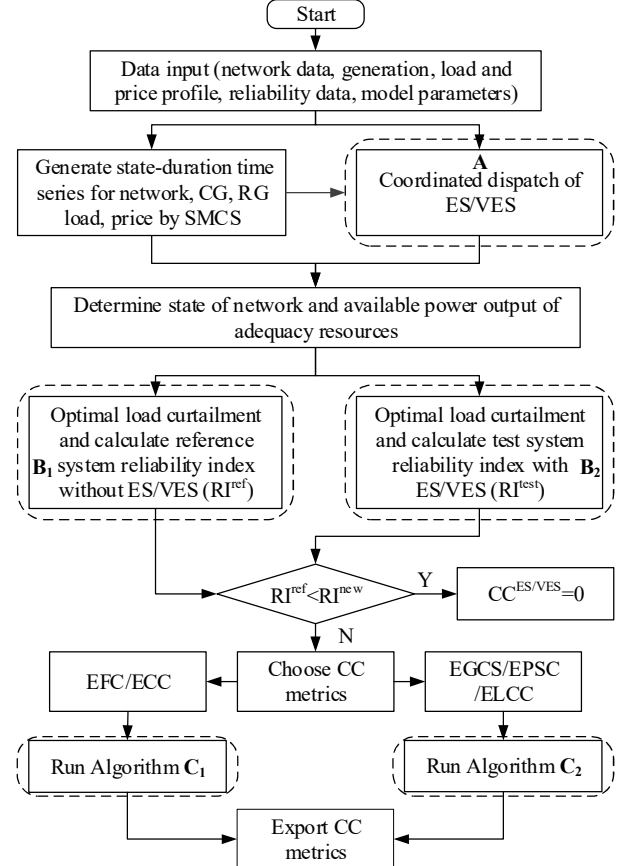 Start
Data input (network data, generation, load and
price profile, reliability data, model parameters)
Generate state-duration time
series for network, CG, RG
load, price by SMCS
A
Coordinated dispatch of
ES/VES
Determine state of network and available power output of
adequacy resources
Optimal load curtailment
and calculate reference
B₁ system reliability index
without ES/VES (RI^ref)
Optimal load curtailment
and calculate test system
reliability index with B₂
ES/VES (RI^test)
RI^ref<RI^new
Y
CC^ES/VES=0
N
EFC/ECC
Choose CC
metrics
EGCS/EPSC
/ELCC
Run Algorithm C₁
Run Algorithm C₂
Export CC
metrics